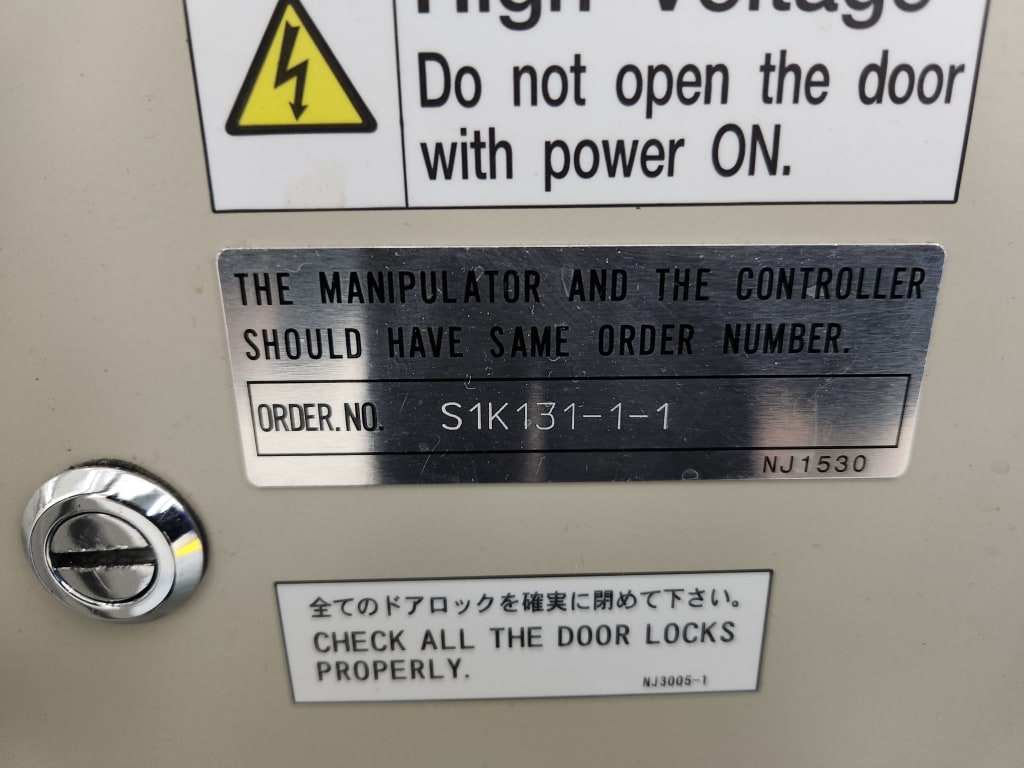 High Voltage
Do not open the door
with power ON.
THE MANIPULATOR AND THE CONTROLLER
SHOULD HAVE SAME ORDER NUMBER.
ORDER.NO. S1K131-1-1
NJ1530
全てのドアロックを確実に閉めて下さい。
CHECK ALL THE DOOR LOCKS
PROPERLY.
NJ3005-1